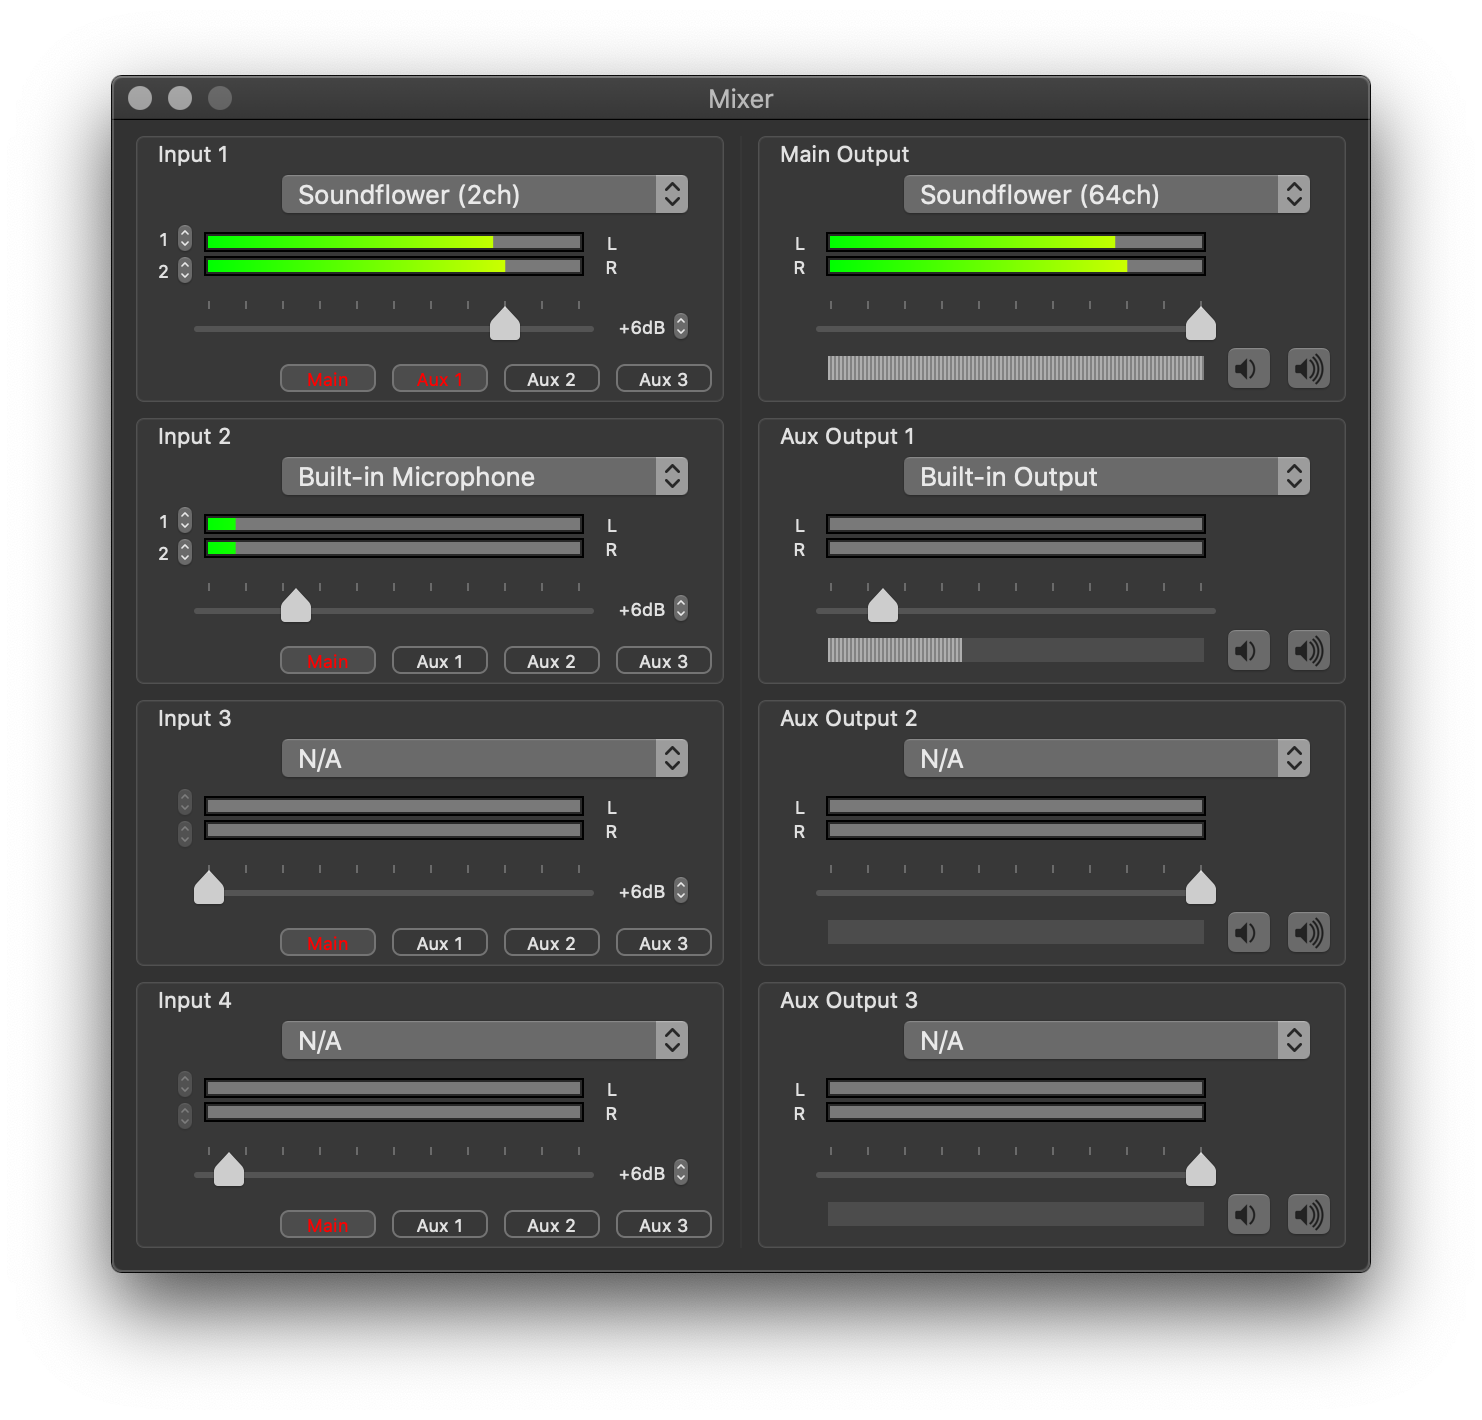 Mixer
Input 1
Soundflower (2ch)
1 L
2 R
+6dB
Main Aux 1 Aux 2 Aux 3
Input 2
Built-in Microphone
1 L
2 R
+6dB
Main Aux 1 Aux 2 Aux 3
Input 3
N/A
L
R
+6dB
Main Aux 1 Aux 2 Aux 3
Input 4
N/A
L
R
+6dB
Main Aux 1 Aux 2 Aux 3
Main Output
Soundflower (64ch)
L
R
Aux Output 1
Built-in Output
L
R
Aux Output 2
N/A
L
R
Aux Output 3
N/A
L
R